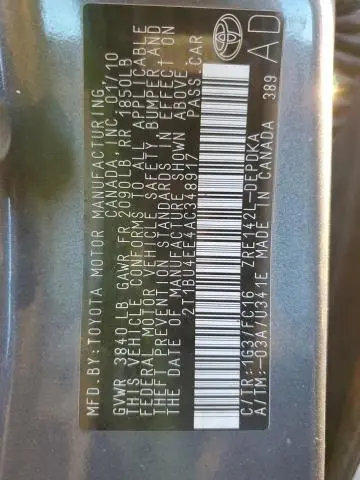 MFD.BY:TOYOTA MOTOR MANUFACTURING
CANADA, INC. 01/10
GVWR 3840 LB GAWR FR 2090LB RR 1850LB
THIS VEHICLE CONFORMS TO ALL APPLICABLE
FEDERAL MOTOR VEHICLE SAFETY BUMPER, AND
THEFT PREVENTION STANDARDS IN EFFECT ON
THE DATE OF MANUFACTURE SHOWN ABOVE
2T1BU4EE4AC348917 PASS. CAR
TOYOTA
C/TR:1G3/FC16 ZRE142L-DEPDKA
A/TM:-03A/U341E MADE IN CANADA 389
AD